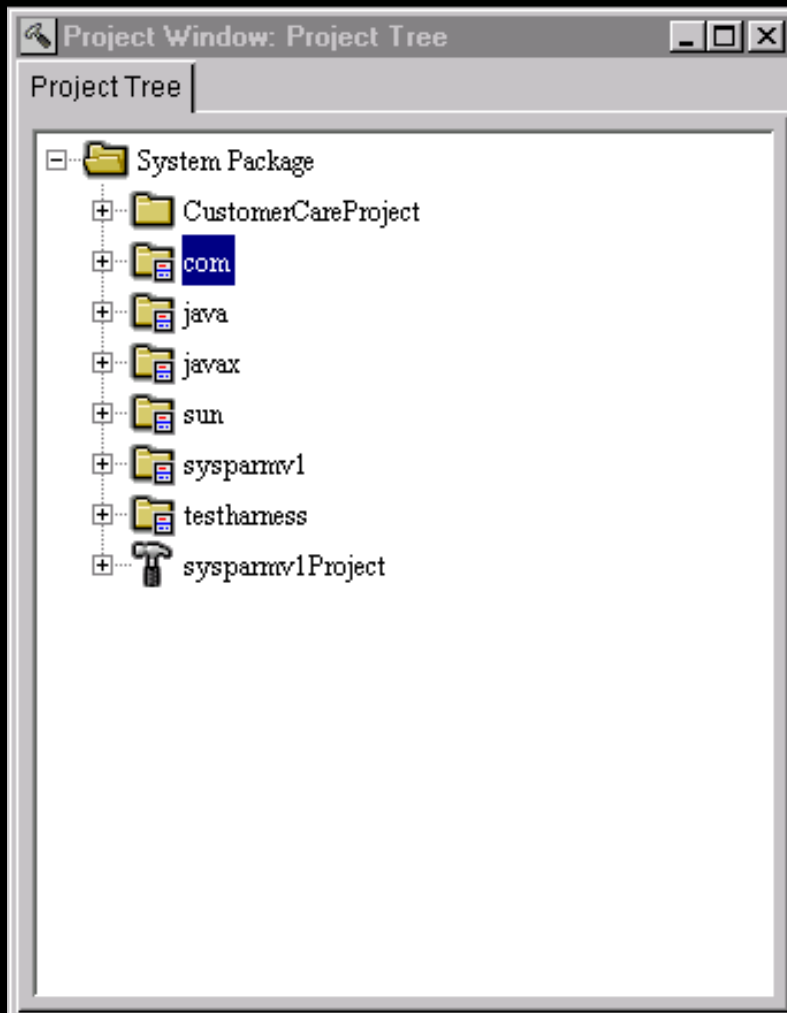 Project Window: Project Tree
Project Tree
System Package
CustomerCareProject
com
java
javax
sun
sysparmv1
testharness
sysparmv1Project